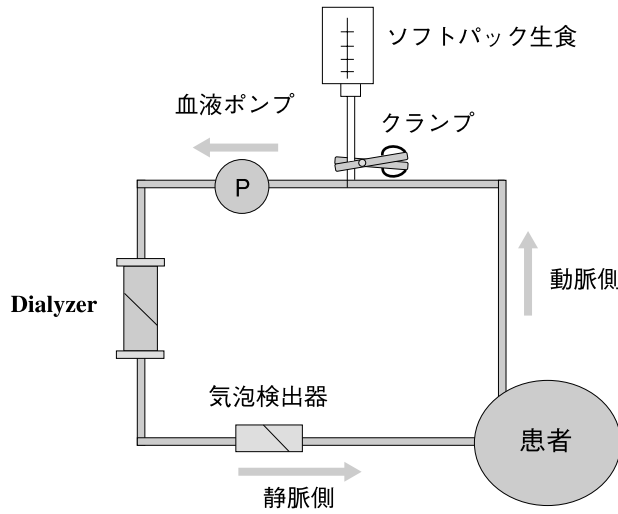 ソフトパック生食
血液ポンプ
クランプ
P
Dialyzer
動脈側
気泡検出器
患者
静脈側